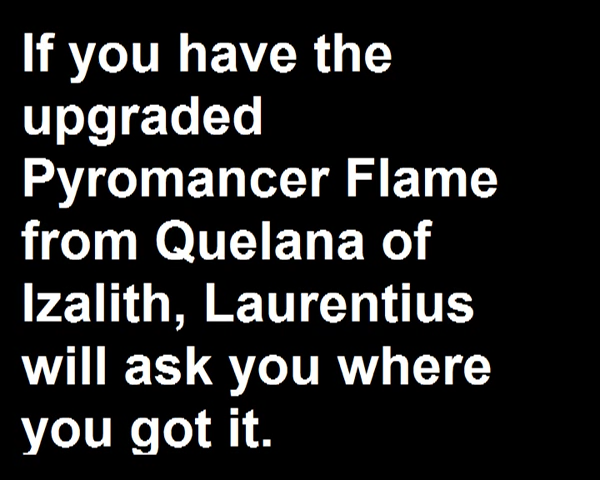 If you have the
upgraded
Pyromancer Flame
from Quelana of
Izalith, Laurentius
will ask you where
you got it.